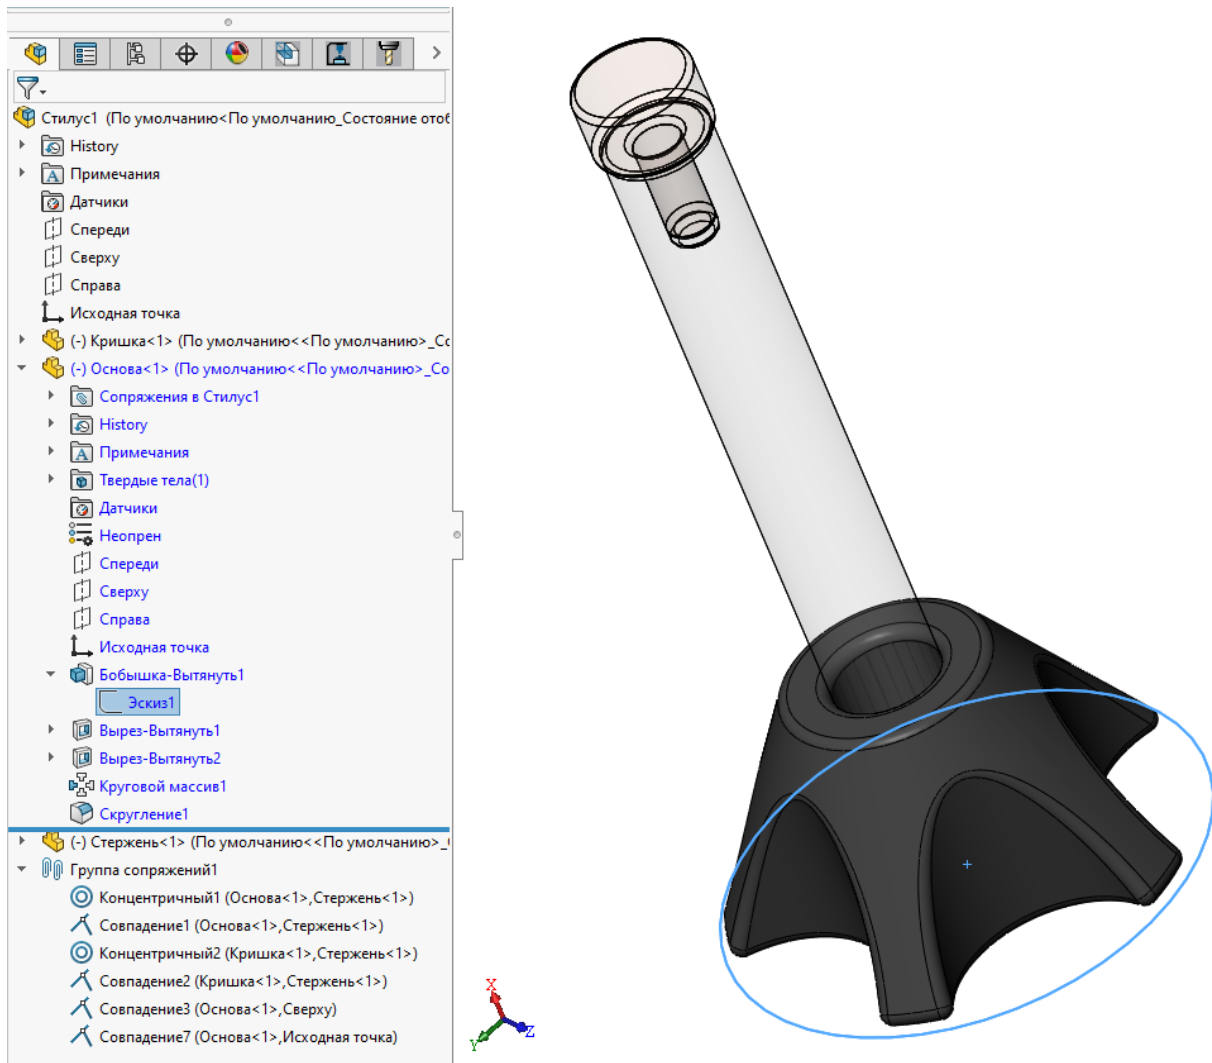 Стилус1 (По умолчанию<По умолчанию_Состояние отоб
History
Примечания
Датчики
Спереди
Сверху
Справа
Исходная точка
(-) Кришка<1> (По умолчанию<<По умолчанию>_Сс
(-) Основа<1> (По умолчанию<<По умолчанию>_Со
Сопряжения в Стилус1
History
Примечания
Твердые тела(1)
Датчики
Неопрен
Спереди
Сверху
Справа
Исходная точка
Бобышка-Вытянуть1
Эскиз1
Вырез-Вытянуть1
Вырез-Вытянуть2
Круговой массив1
Скругление1
(-) Стержень<1> (По умолчанию<<По умолчанию>_
Группа сопряжений1
Концентричный1 (Основа<1>,Стержень<1>)
Совпадение1 (Основа<1>,Стержень<1>)
Концентричный2 (Кришка<1>,Стержень<1>)
Совпадение2 (Кришка<1>,Стержень<1>)
Совпадение3 (Основа<1>,Сверху)
Совпадение7 (Основа<1>,Исходная точка)
X
Y
Z